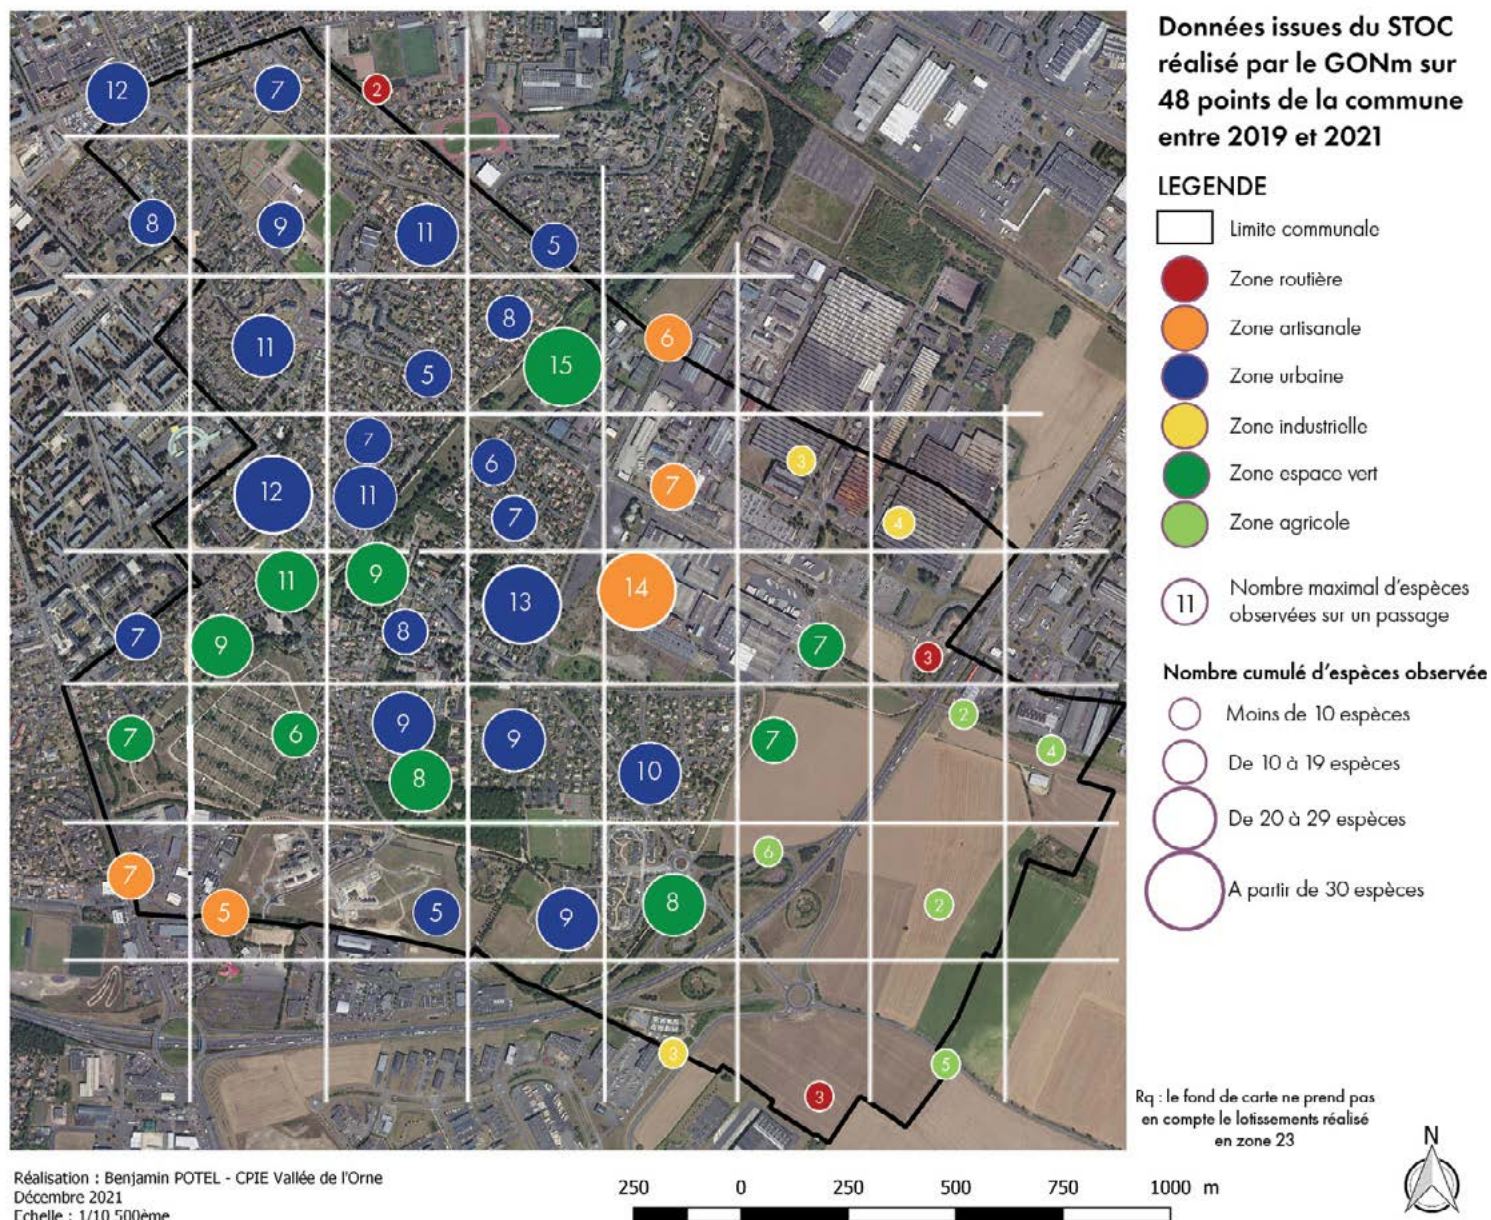 Données issues du STOC
réalisé par le GONm sur
48 points de la commune
entre 2019 et 2021
LEGENDE
Limite communale
Zone routière
Zone artisanale
Zone urbaine
Zone industrielle
Zone espace vert
Zone agricole
11
Nombre maximal d'espèces
observées sur un passage
Nombre cumulé d'espèces observée
Moins de 10 espèces
De 10 à 19 espèces
De 20 à 29 espèces
A partir de 30 espèces
12 7 2
8 9 11 5
11 5 8 15 6
7 12 11 6 7 7 3 4
11 9 13 14
7 9 8 7 3
7 6 9 8 9 10 7 2 4
7 5 5 9 8 6 2
3 3 5
Rq : le fond de carte ne prend pas
en compte le lotissements réalisé
en zone 23
N
Réalisation : Benjamin POTEL - CPIE Vallée de l'Orne
Décembre 2021
Echelle : 1/10 500ème
250 0 250 500 750 1000 m